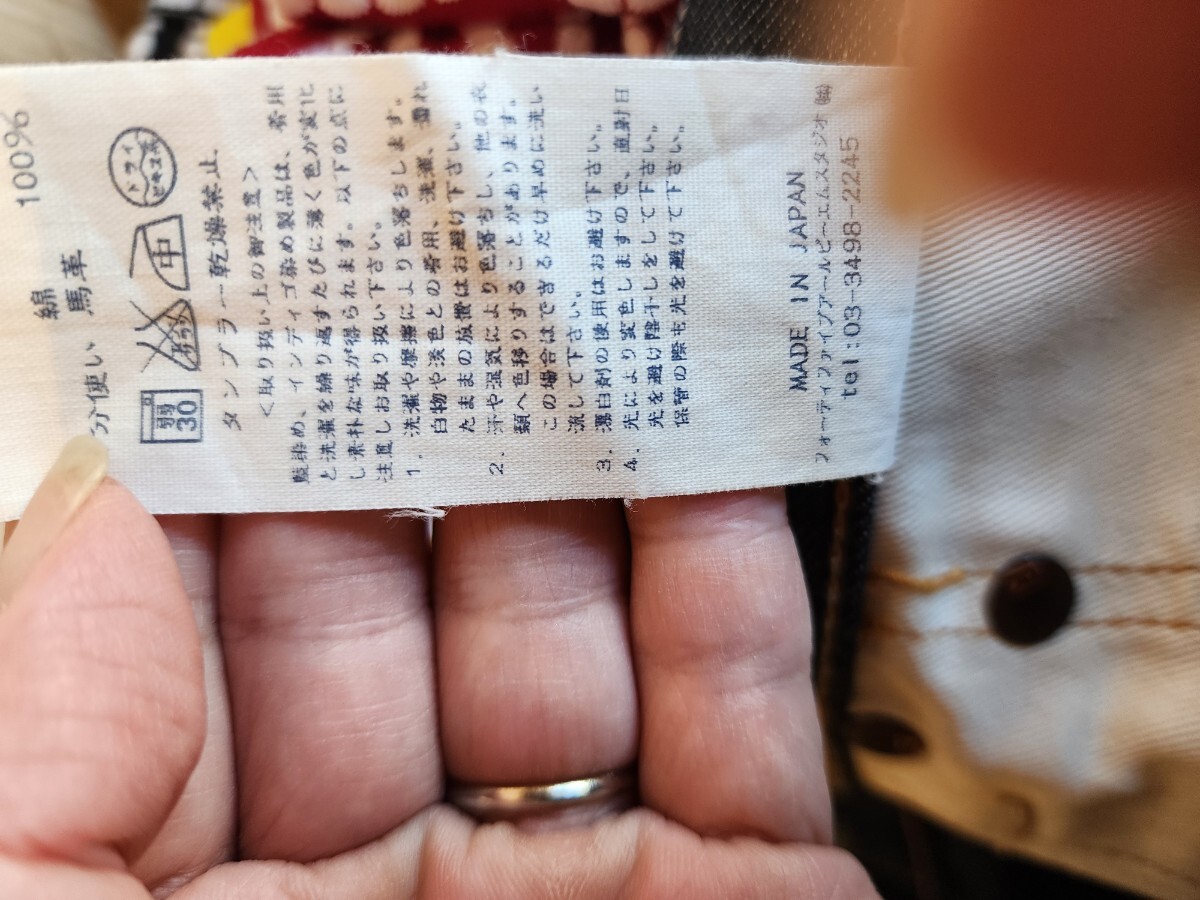 綿 100%
馬革
分使い
弱 30
エンソ サラシ
中
ドライ セキユ系
タンブラー乾燥禁止
<取り扱い上の御注意>
藍染め、インディゴ染め製品は、着用
と洗濯を繰り返すたびに薄く色が変化
し素朴な味が得られます。以下の点に
注意しお取り扱い下さい。
1. 洗濯や摩擦により色落ちします。
白物や淡色との着用、洗濯、濡れ
たままの放置はお避け下さい。
2. 汗や湿気により色落ちし、他の衣
類へ色移りすることがあります。
この場合はできるだけ早めに洗い
流して下さい。
3. 漂白剤の使用はお避け下さい。
4. 光により変色しますので、直射日
光を避け陰干しをして下さい。
保管の際も光を避けて下さい。
MADE IN JAPAN
フォーティファイブアールピーエムスタジオ㈱
tel:03-3498-2245